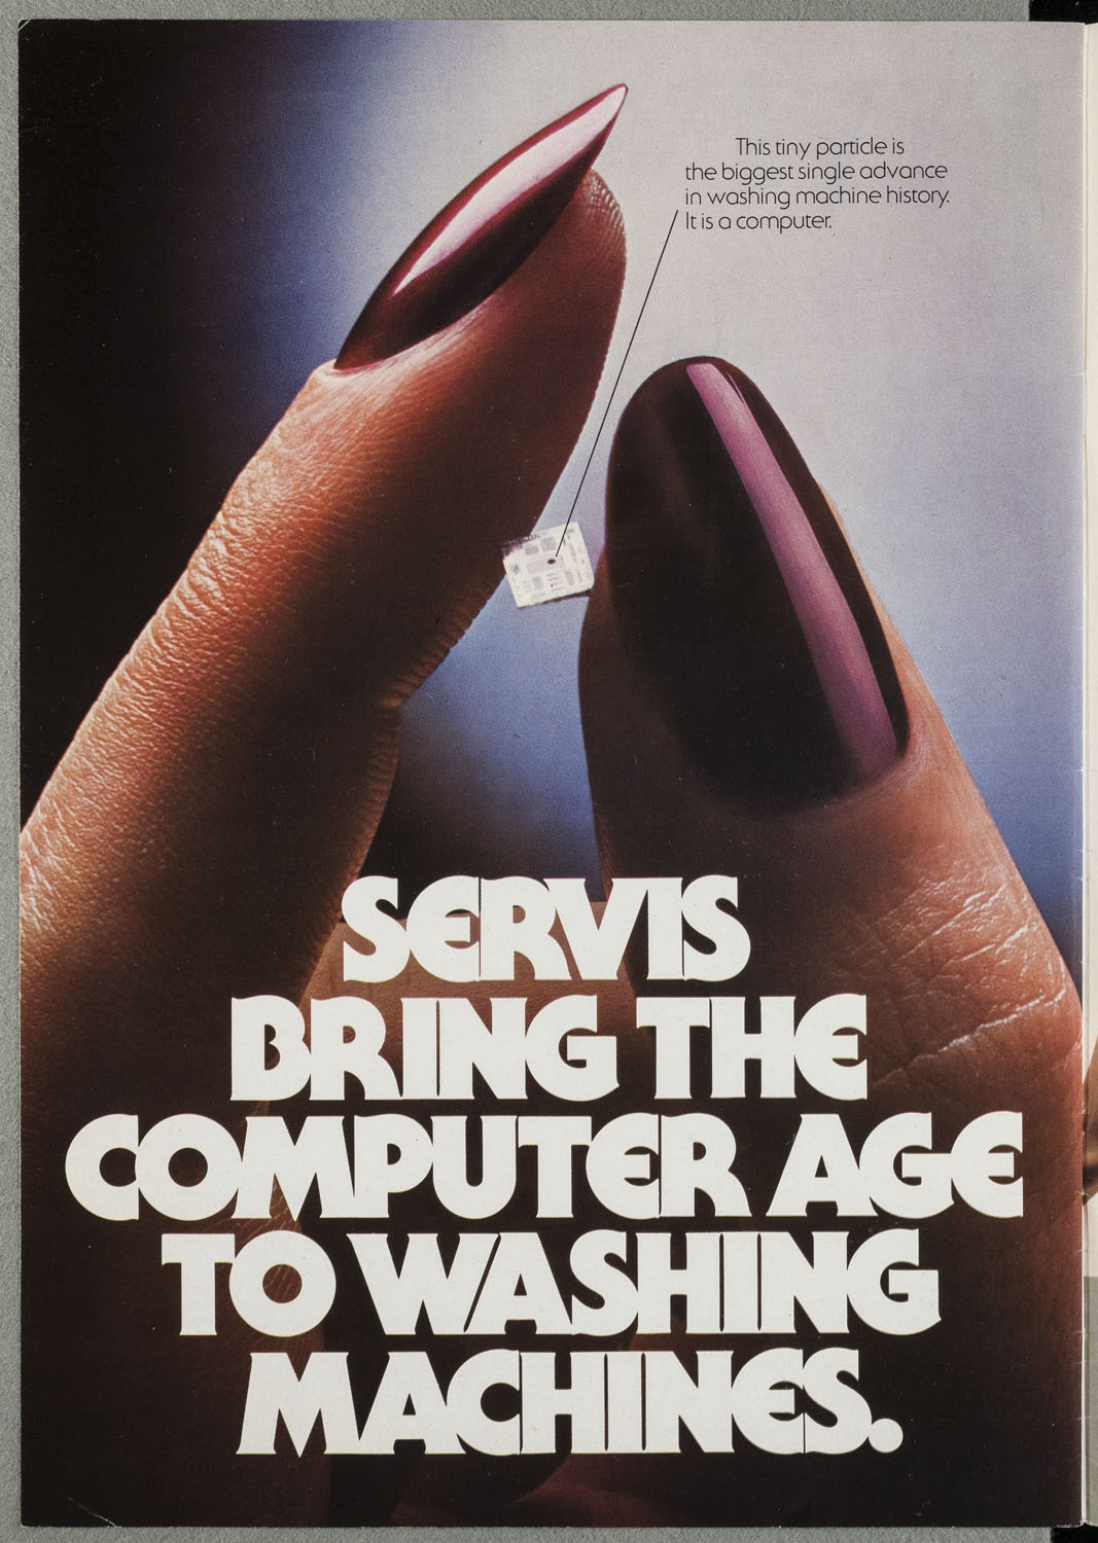 This tiny particle is
the biggest single advance
in washing machine history.
It is a computer.
SERVIS
BRING THE
COMPUTER AGE
TO WASHING
MACHINES.